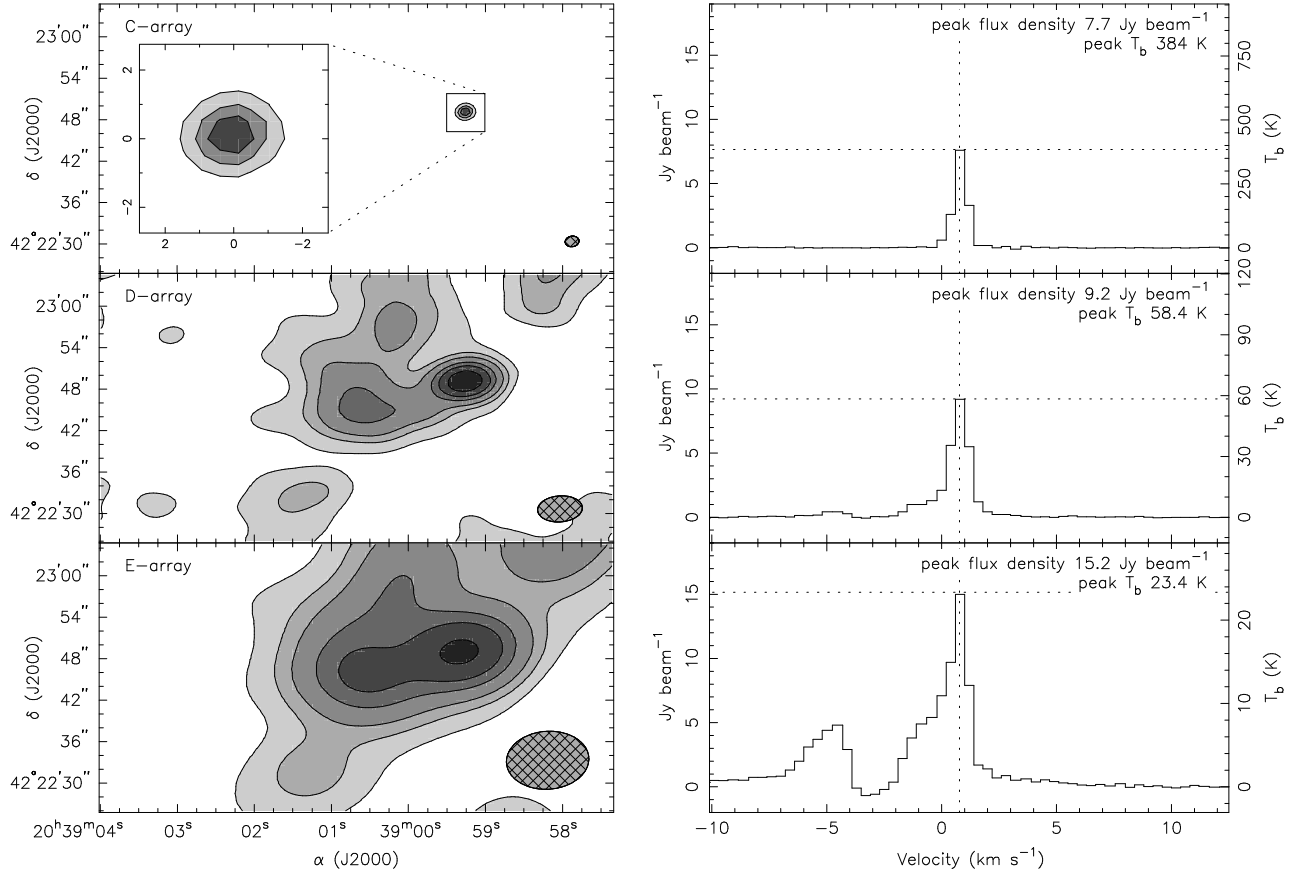 C-array
23′00″
54″
48″
42″
36″
42°22′30″
δ (J2000)
2
0
−2
2
0
−2
peak flux density 7.7 Jy beam⁻¹
peak T_b 384 K
15
10
5
0
Jy beam⁻¹
750
500
250
0
T_b (K)
D-array
23′00″
54″
48″
42″
36″
42°22′30″
δ (J2000)
peak flux density 9.2 Jy beam⁻¹
peak T_b 58.4 K
15
10
5
0
Jy beam⁻¹
120
90
60
30
0
T_b (K)
E-array
23′00″
54″
48″
42″
36″
42°22′30″
δ (J2000)
20ʰ39ᵐ04ˢ 03ˢ 02ˢ 01ˢ 39ᵐ00ˢ 59ˢ 58ˢ
α (J2000)
peak flux density 15.2 Jy beam⁻¹
peak T_b 23.4 K
15
10
5
0
Jy beam⁻¹
20
10
0
T_b (K)
−10 −5 0 5 10
Velocity (km s⁻¹)